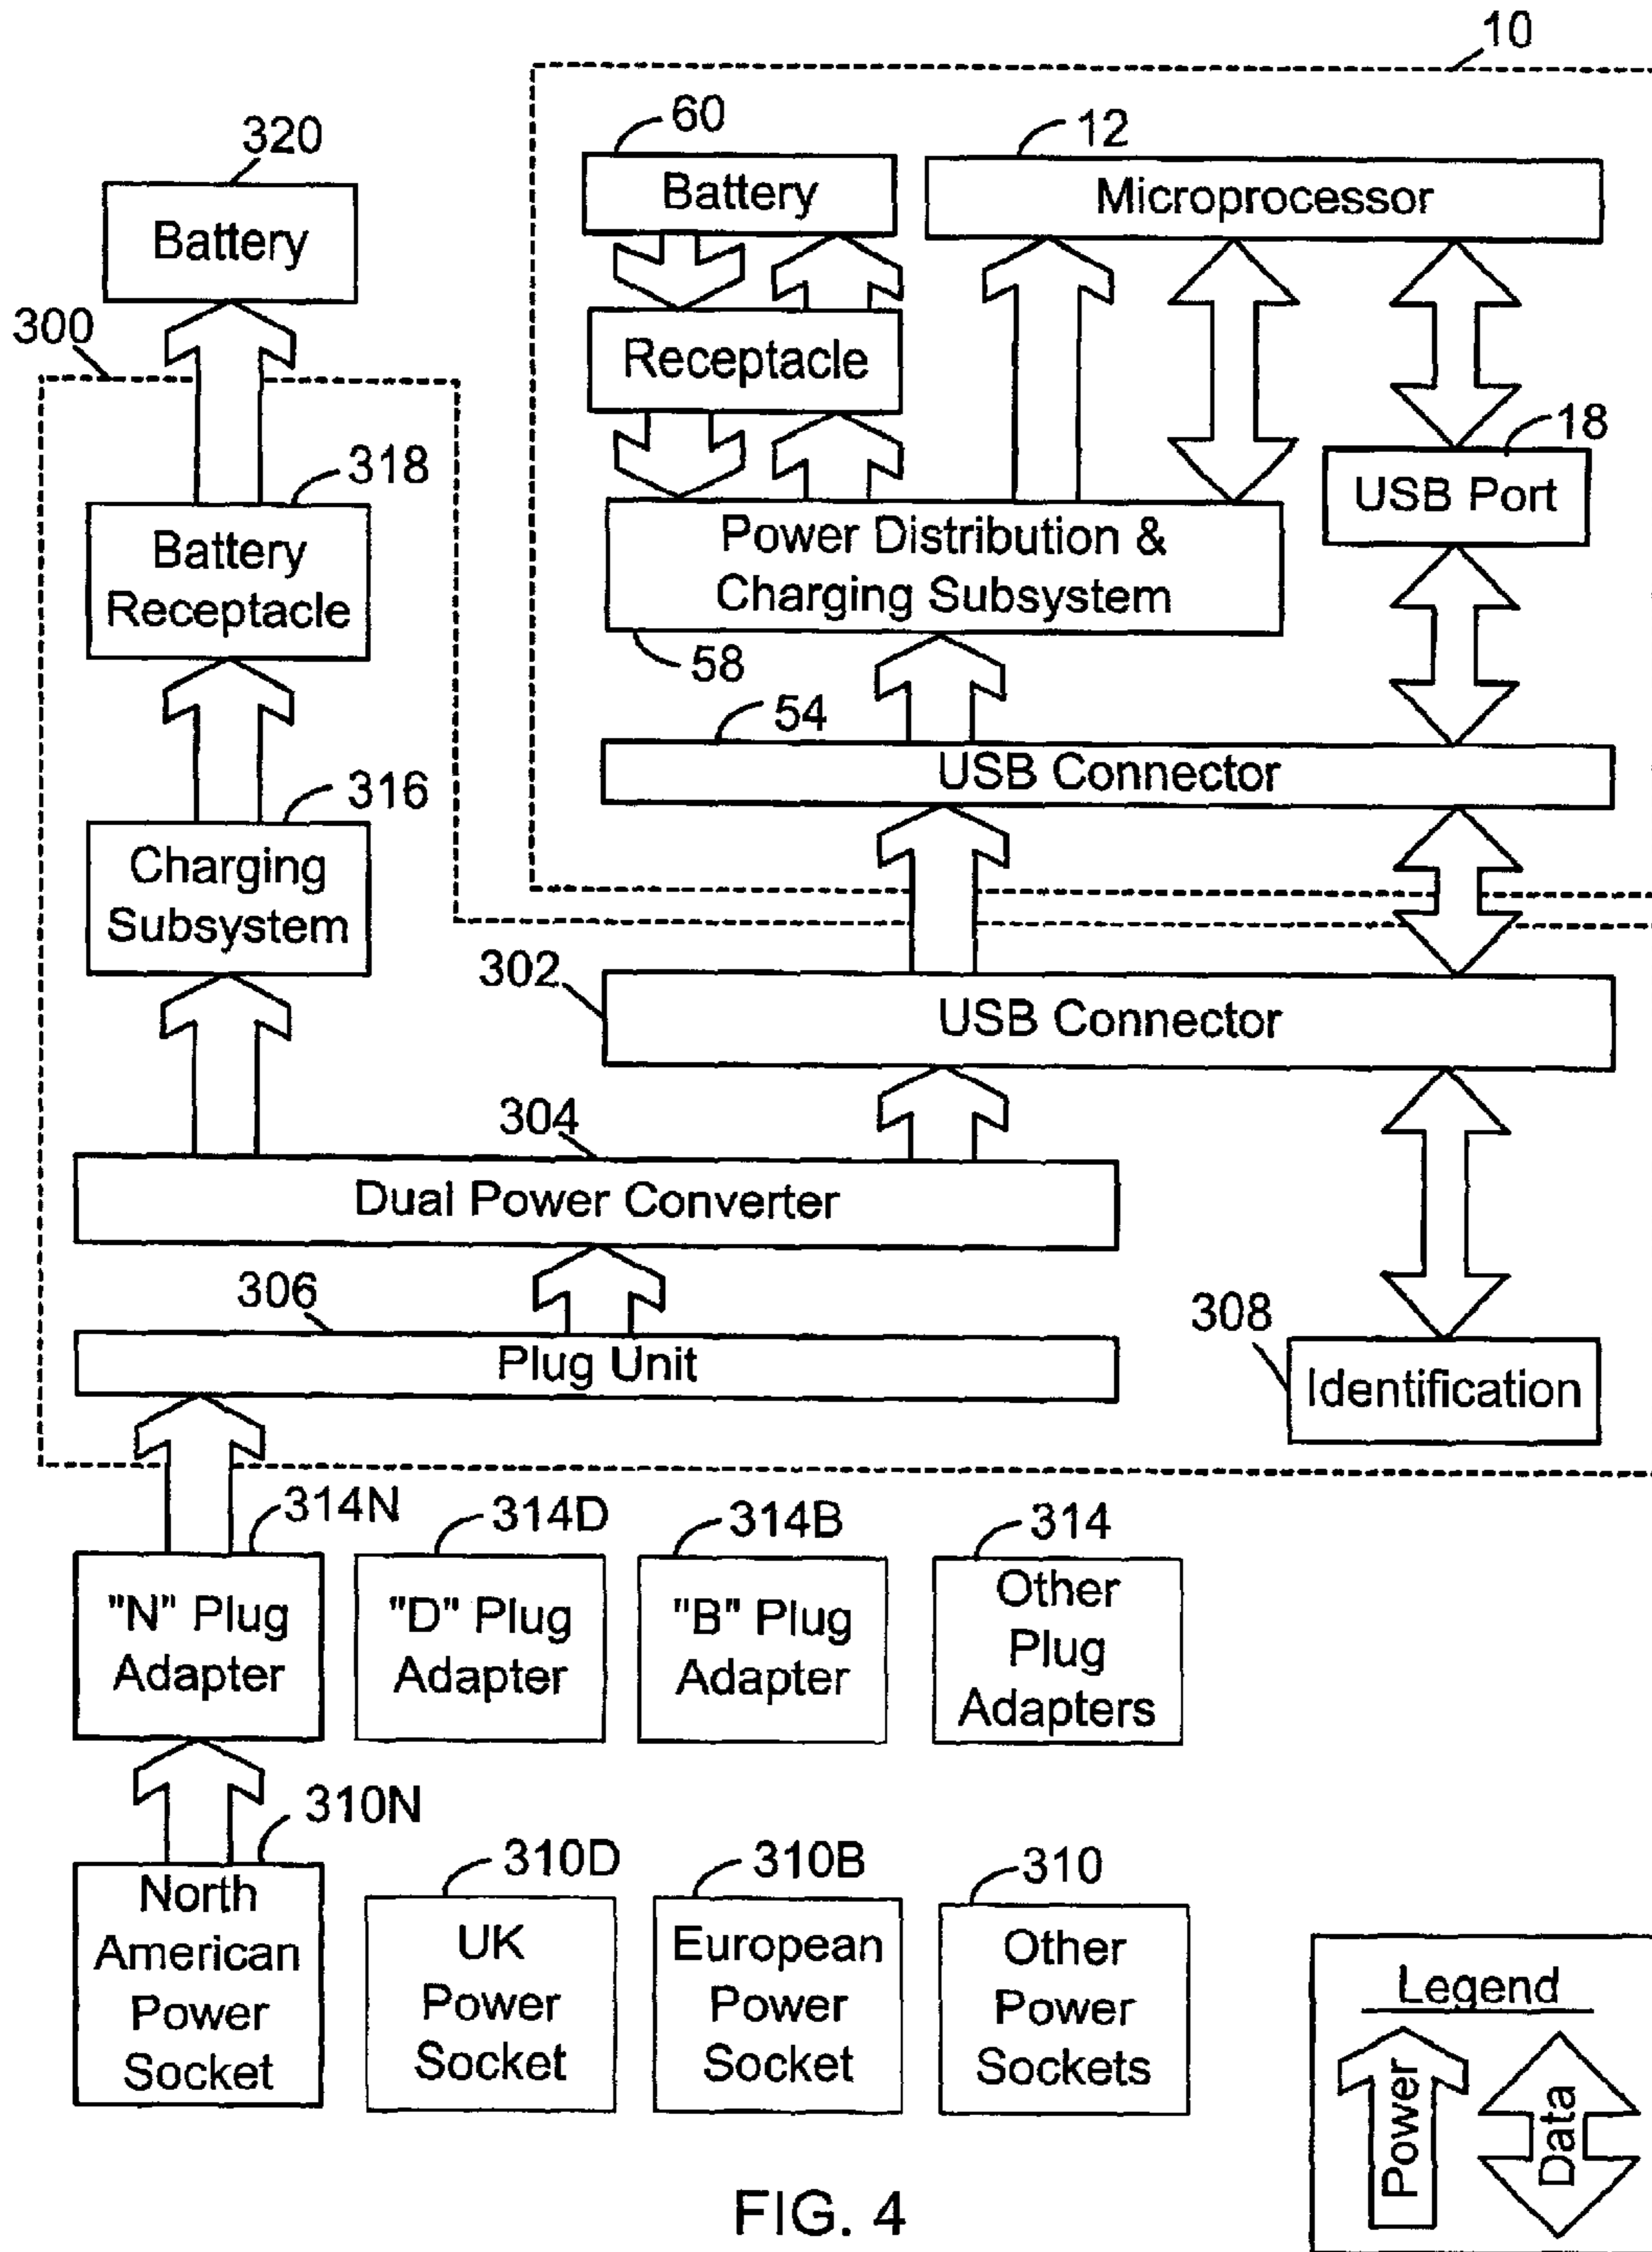 10
60
12
320
Battery
Microprocessor
Battery
300
Receptacle
18
USB Port
318
Battery
Receptacle
Power Distribution &
Charging Subsystem
58
54
USB Connector
316
Charging
Subsystem
302
USB Connector
304
Dual Power Converter
306
Plug Unit
308
Identification
314N
314D
314B
314
"N" Plug
Adapter
"D" Plug
Adapter
"B" Plug
Adapter
Other
Plug
Adapters
310N
310D
310B
310
North
American
Power
Socket
UK
Power
Socket
European
Power
Socket
Other
Power
Sockets
Legend
Power
Data
FIG. 4